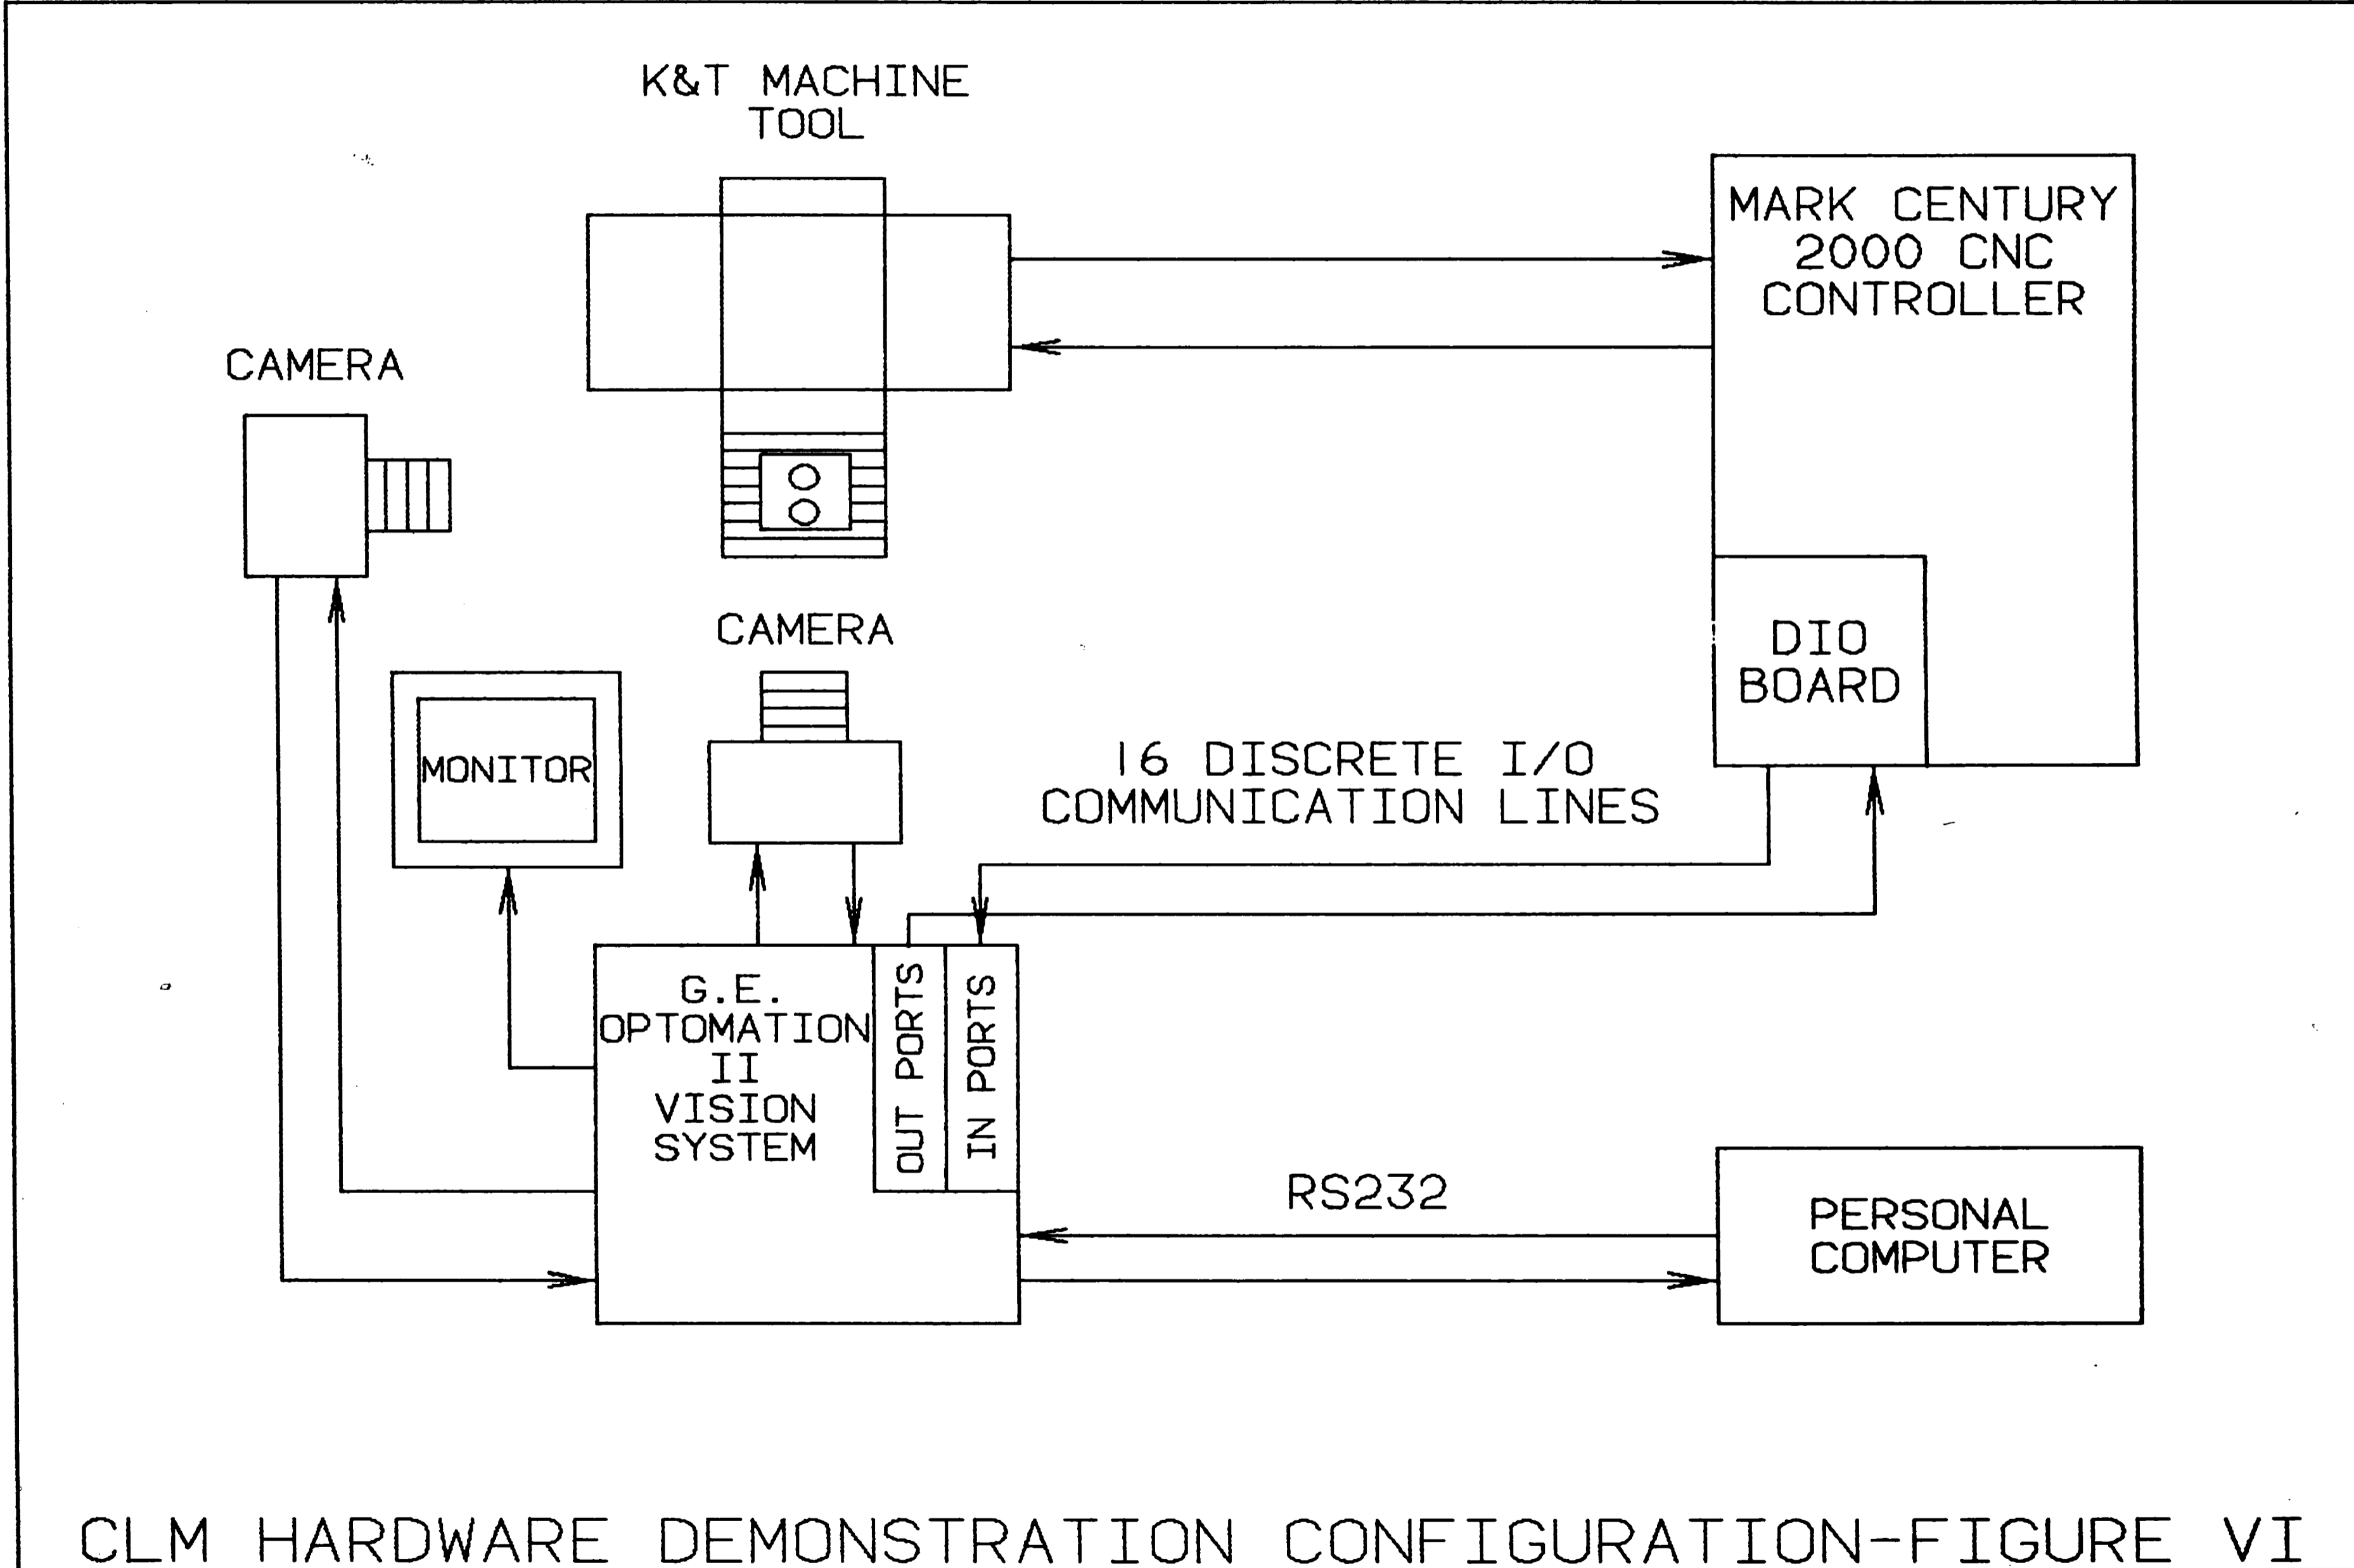 K&T MACHINE
TOOL
MARK CENTURY
2000 CNC
CONTROLLER
CAMERA
CAMERA
DIO
BOARD
MONITOR
16 DISCRETE I/O
COMMUNICATION LINES
G.E.
OPTOMATION
II
VISION
SYSTEM
OUT PORTS
IN PORTS
RS232
PERSONAL
COMPUTER
CLM HARDWARE DEMONSTRATION CONFIGURATION-FIGURE VI